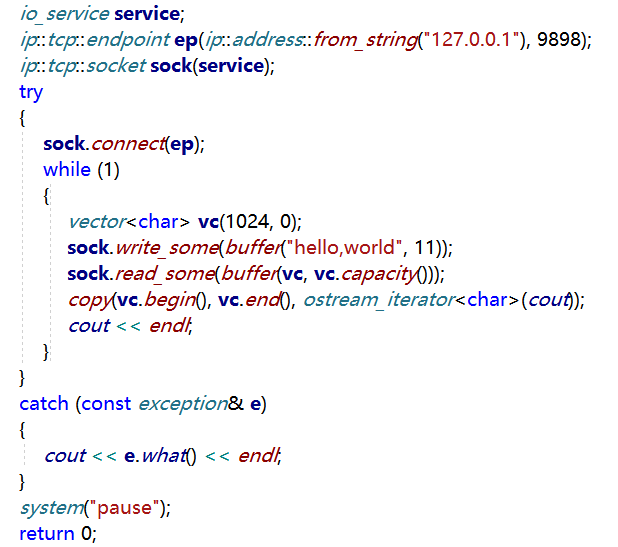 io_service service;
ip::tcp::endpoint ep(ip::address::from_string("127.0.0.1"), 9898);
ip::tcp::socket sock(service);
try
{
sock.connect(ep);
while (1)
{
vector<char> vc(1024, 0);
sock.write_some(buffer("hello,world", 11));
sock.read_some(buffer(vc, vc.capacity()));
copy(vc.begin(), vc.end(), ostream_iterator<char>(cout));
cout << endl;
}
}
catch (const exception& e)
{
cout << e.what() << endl;
}
system("pause");
return 0;